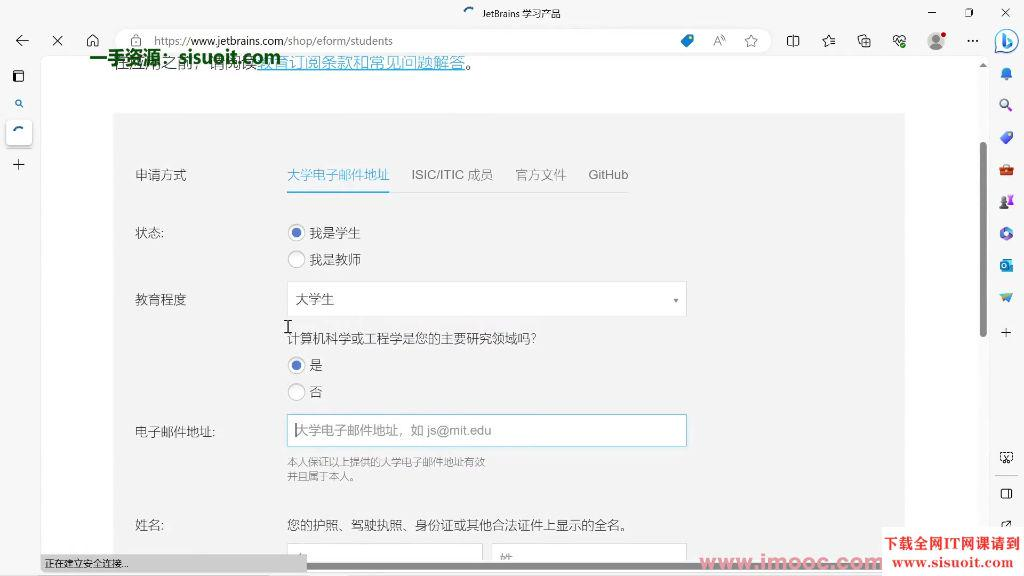 JetBrains 学习产品
https://www.jetbrains.com/shop/eform/students
一手资源：sisuoit.com
在应用之前，请阅读教育订阅条款和常见问题解答。
申请方式
大学电子邮件地址
ISIC/ITIC 成员
官方文件
GitHub
状态:
我是学生
我是教师
教育程度
大学生
计算机科学或工程学是您的主要研究领域吗?
是
否
电子邮件地址:
大学电子邮件地址，如 js@mit.edu
本人保证以上提供的大学电子邮件地址有效
并且属于本人。
姓名:
您的护照、驾驶执照、身份证或其他合法证件上显示的全名。
姓
正在建立安全连接...
www.imooc.com
下载全网IT网课请到
www.sisuoit.com